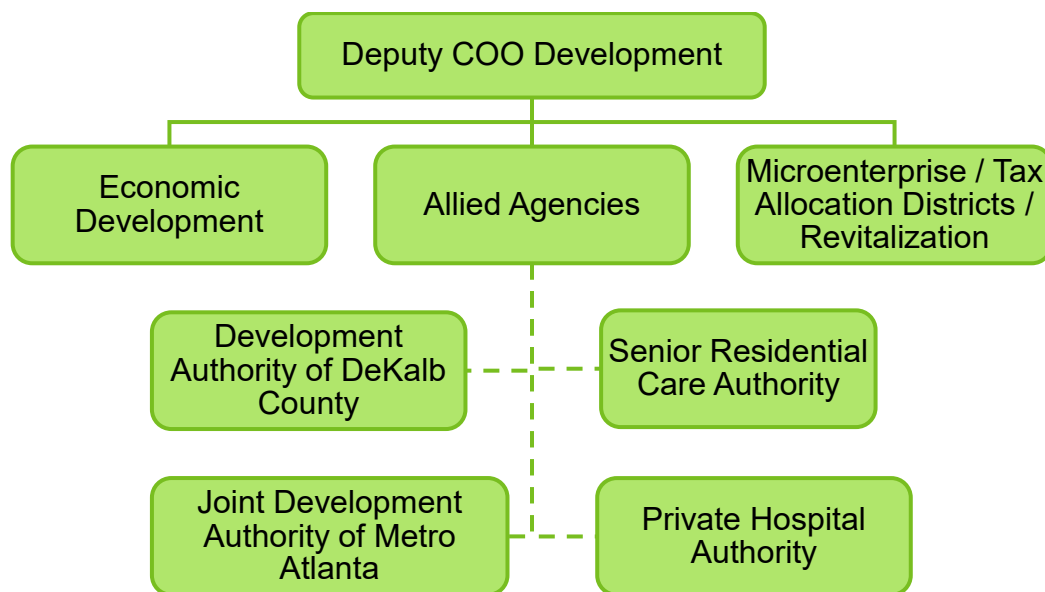 Deputy COO Development
Economic
Development
Allied Agencies
Microenterprise / Tax
Allocation Districts /
Revitalization
Development
Authority of DeKalb
County
Senior Residential
Care Authority
Joint Development
Authority of Metro
Atlanta
Private Hospital
Authority